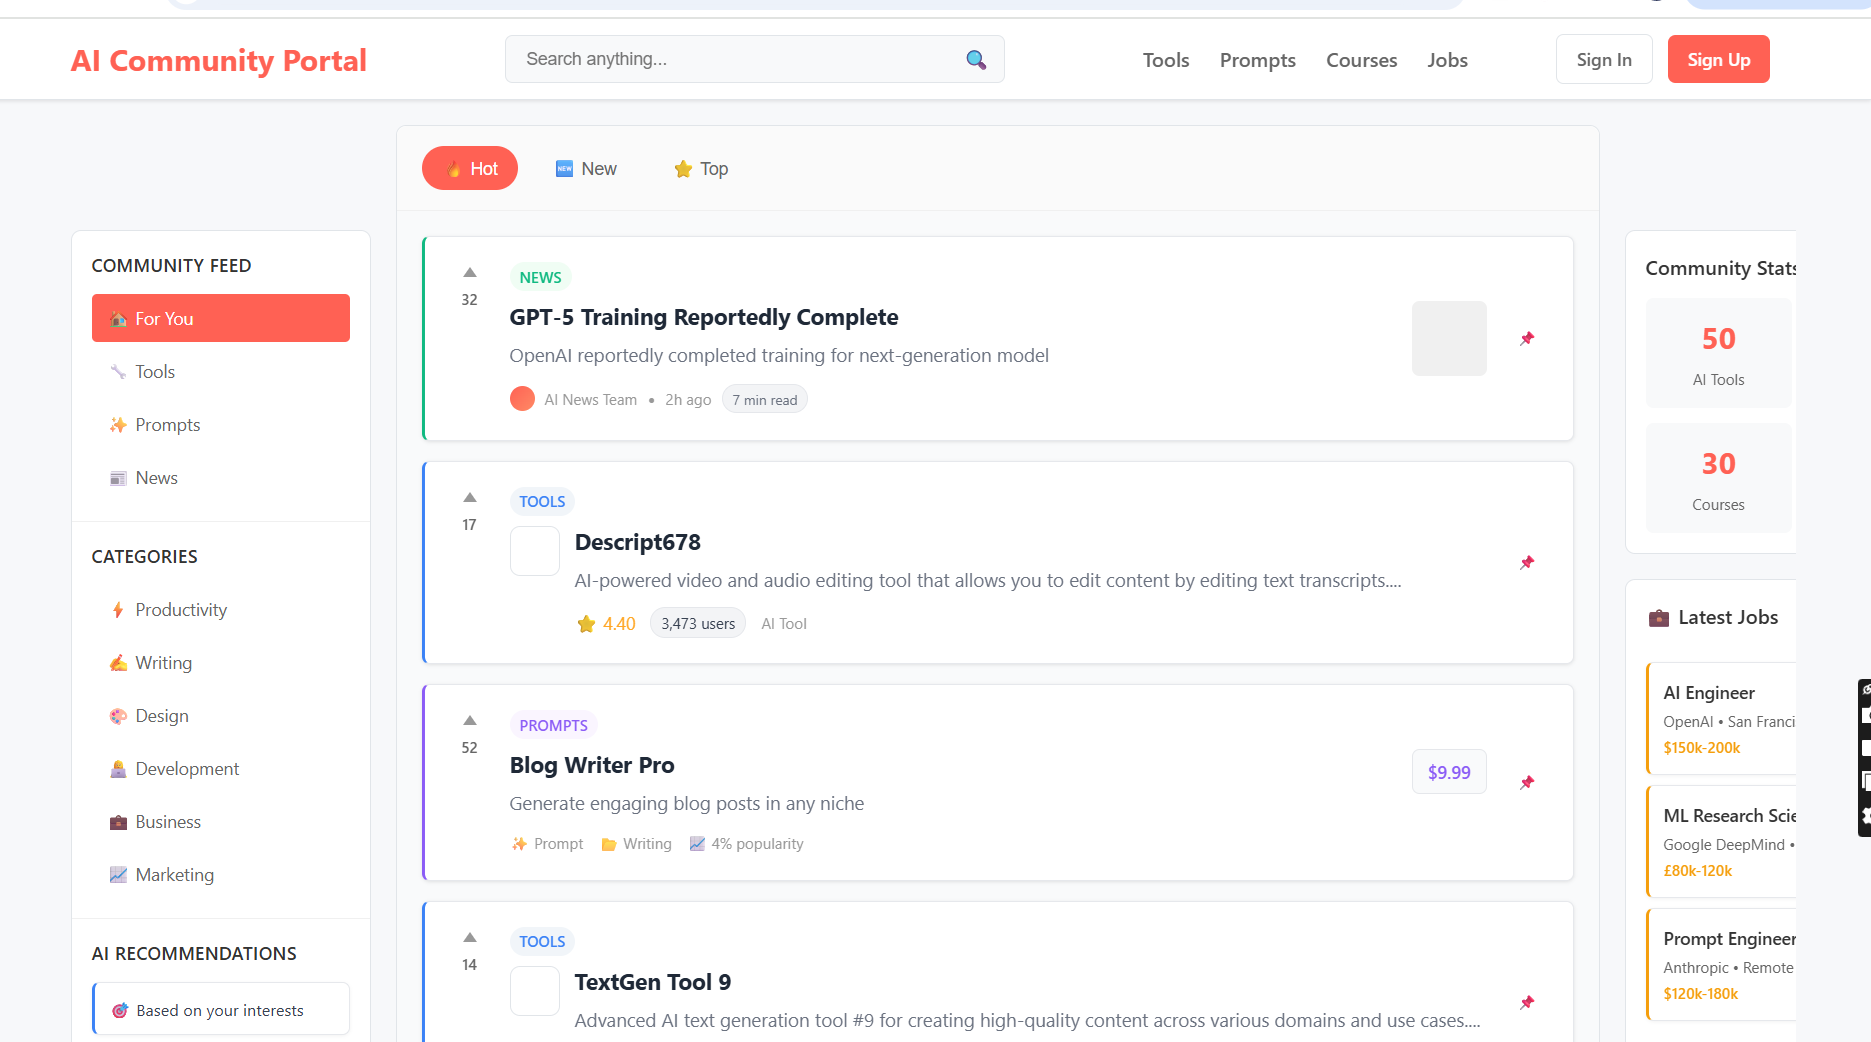 AI Community Portal
Search anything...
Tools
Prompts
Courses
Jobs
Sign In
Sign Up
Hot
New
Top
COMMUNITY FEED
For You
Tools
Prompts
News
CATEGORIES
Productivity
Writing
Design
Development
Business
Marketing
AI RECOMMENDATIONS
Based on your interests
32
NEWS
GPT-5 Training Reportedly Complete
OpenAI reportedly completed training for next-generation model
AI News Team • 2h ago 7 min read
17
TOOLS
Descript678
AI-powered video and audio editing tool that allows you to edit content by editing text transcripts....
4.40 3,473 users AI Tool
52
PROMPTS
Blog Writer Pro
Generate engaging blog posts in any niche
Prompt Writing 4% popularity
$9.99
14
TOOLS
TextGen Tool 9
Advanced AI text generation tool #9 for creating high-quality content across various domains and use cases....
Community Stats
50
AI Tools
30
Courses
Latest Jobs
AI Engineer
OpenAI • San Franci
$150k-200k
ML Research Scie
Google DeepMind •
£80k-120k
Prompt Engineer
Anthropic • Remote
$120k-180k